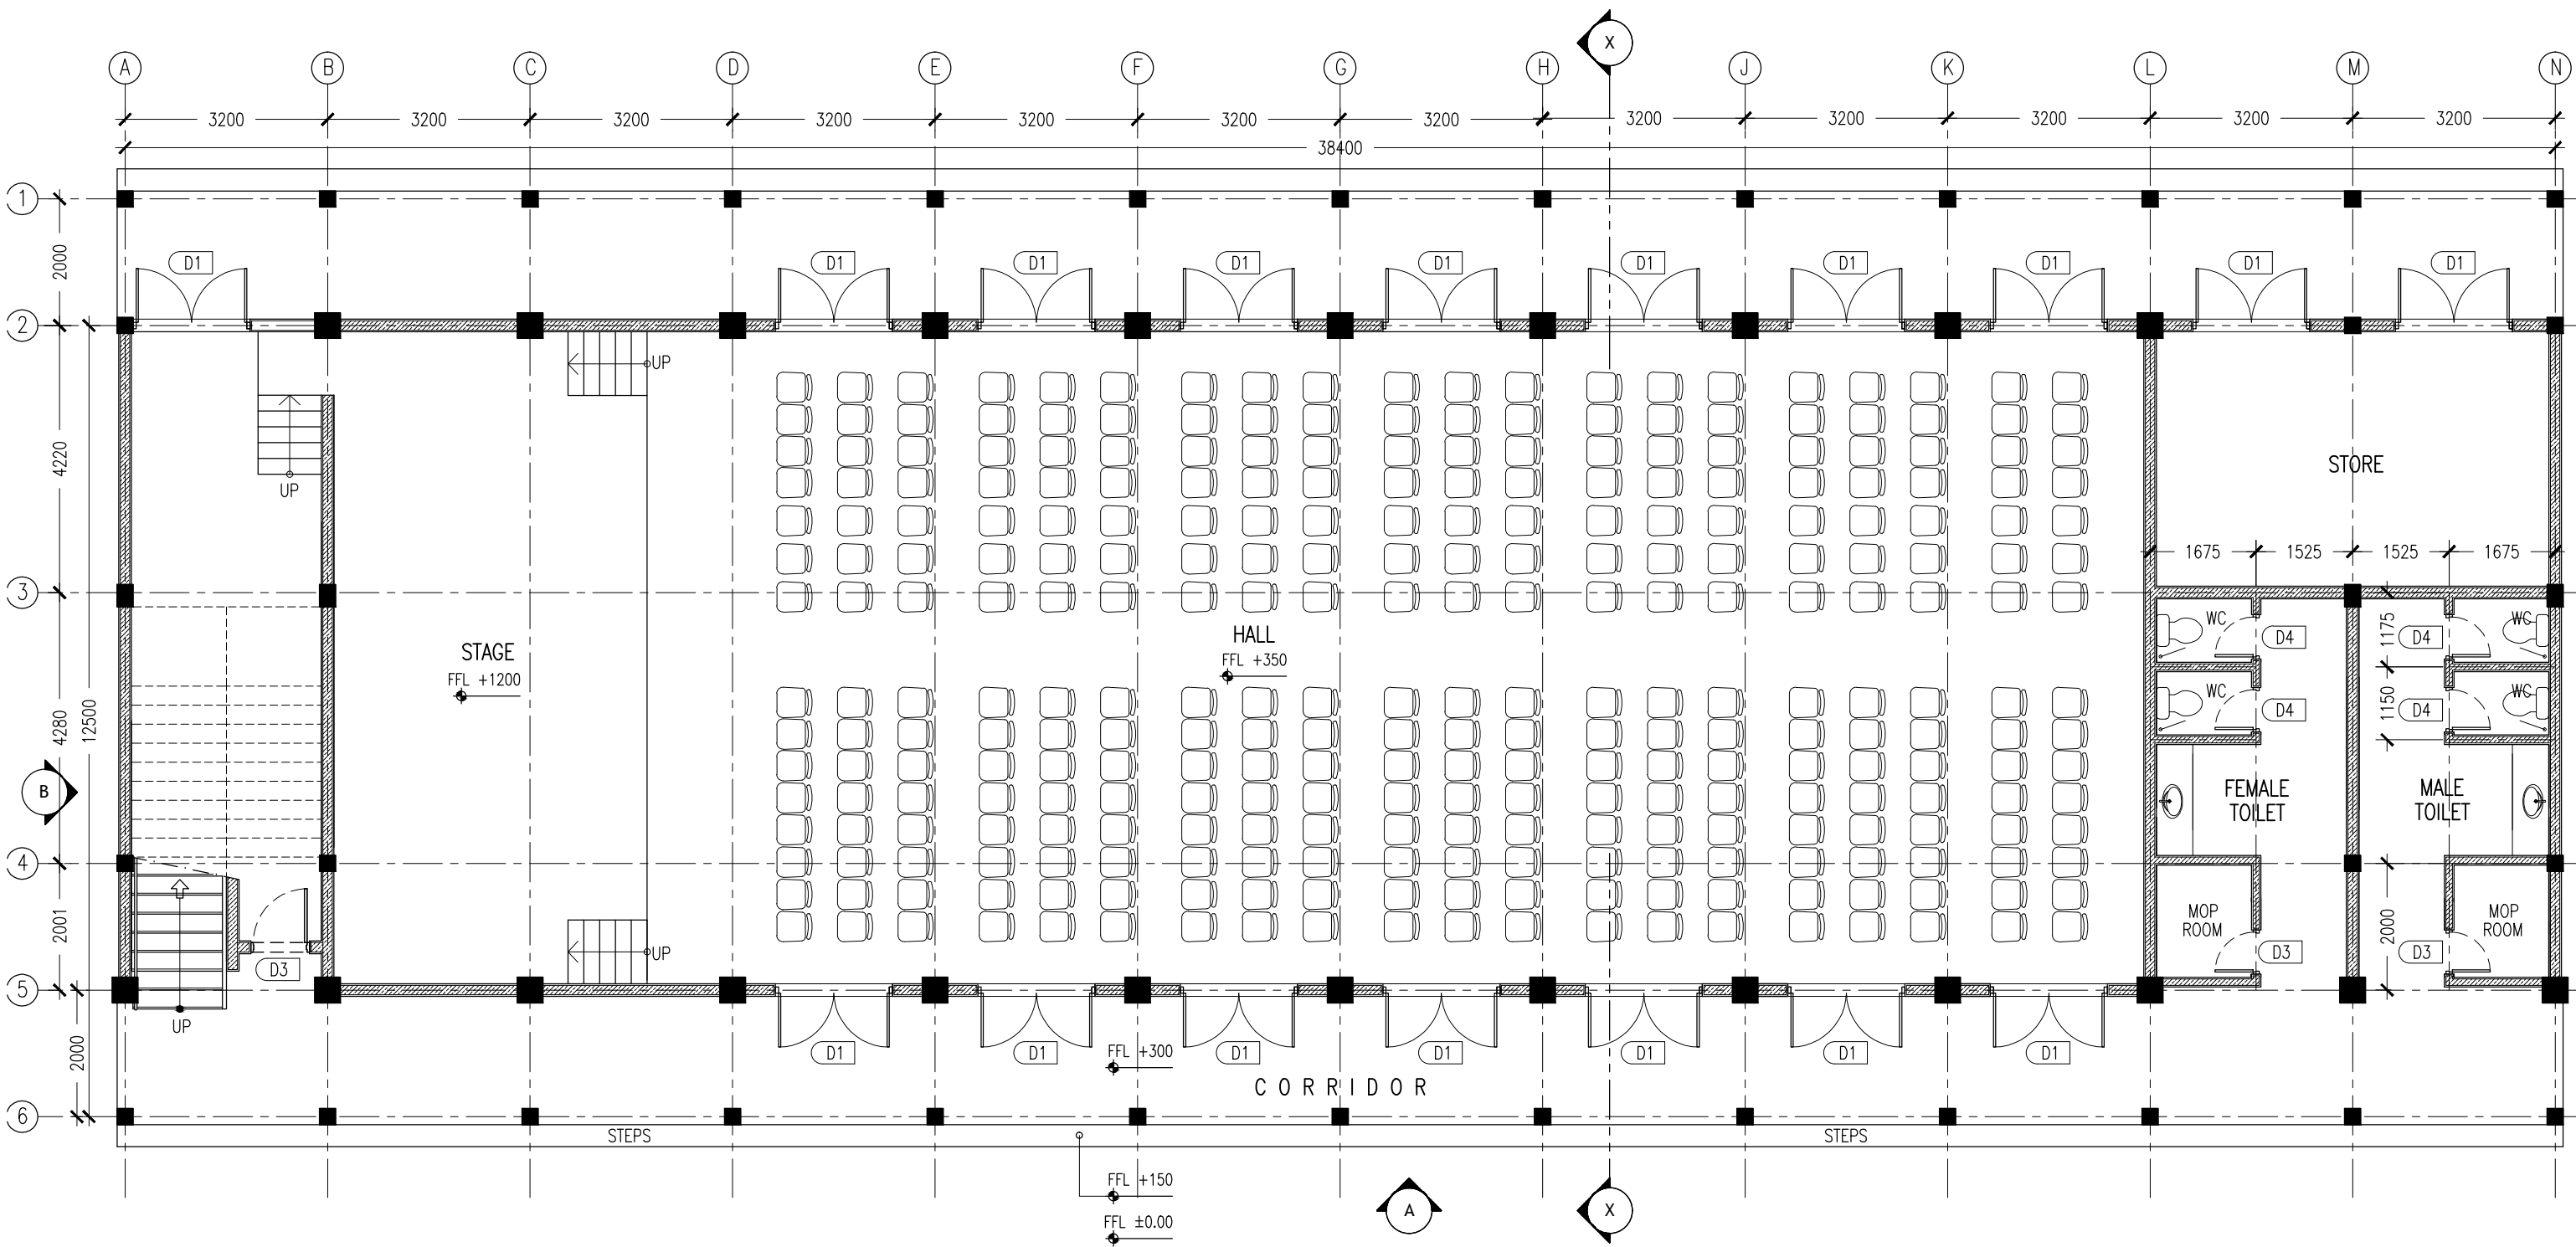 X
A B C D E F G H J K L M N
3200 3200 3200 3200 3200 3200 3200 3200 3200 3200 3200 3200
38400
1
2000
D1 D1 D1 D1 D1 D1 D1 D1 D1 D1
2
UP
4220
STORE
UP
1675 1525 1525 1675
3
WC WC
HALL
1175
D4 D4
STAGE
FFL +350
FFL +1200
WC WC
1150
D4 D4
4280
12500
B
FEMALE
TOILET
MALE
TOILET
4
2001
MOP
ROOM
2000
MOP
ROOM
UP
D3 D3
D3
5
UP
2000
D1 D1 D1 D1 D1 D1 D1
FFL +300
CORRIDOR
6
STEPS STEPS
FFL +150
A
X
FFL ±0.00